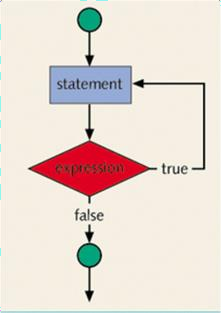 statement
expression
true
false